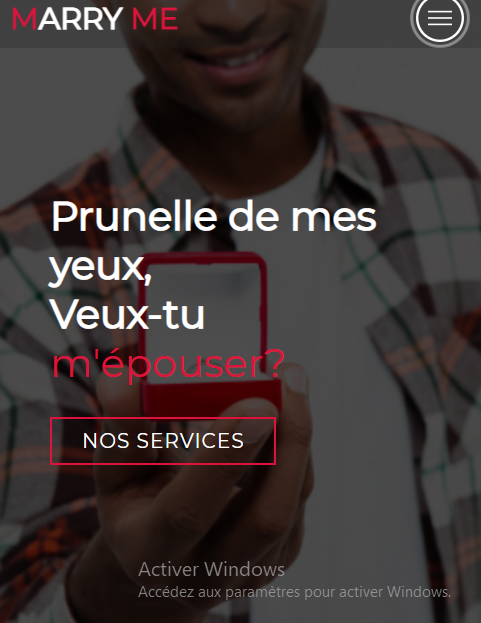 MARRY ME
Prunelle de mes
yeux,
Veux-tu
m'épouser?
NOS SERVICES
Activer Windows
Accédez aux paramètres pour activer Windows.